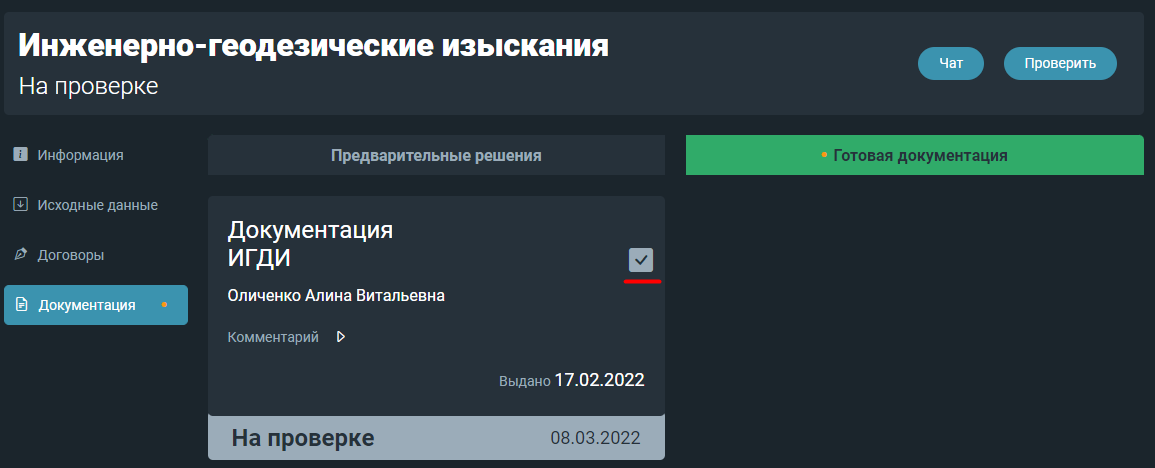 Инженерно-геодезические изыскания
На проверке
Чат
Проверить
Информация
Исходные данные
Договоры
Документация
Предварительные решения
Готовая документация
Документация
ИГДИ
Оличенко Алина Витальевна
Комментарий
Выдано 17.02.2022
На проверке 08.03.2022